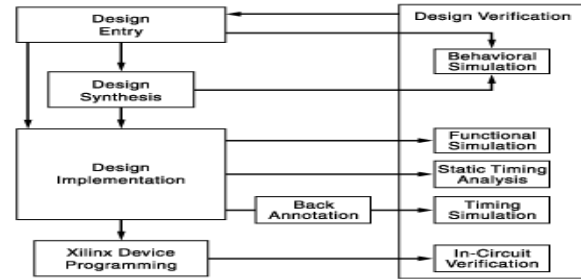 Design
Entry
Design Verification
Behavioral
Simulation
Design
Synthesis
Functional
Simulation
Design
Implementation
Static Timing
Analysis
Back
Annotation
Timing
Simulation
Xilinx Device
Programming
In-Circuit
Verification